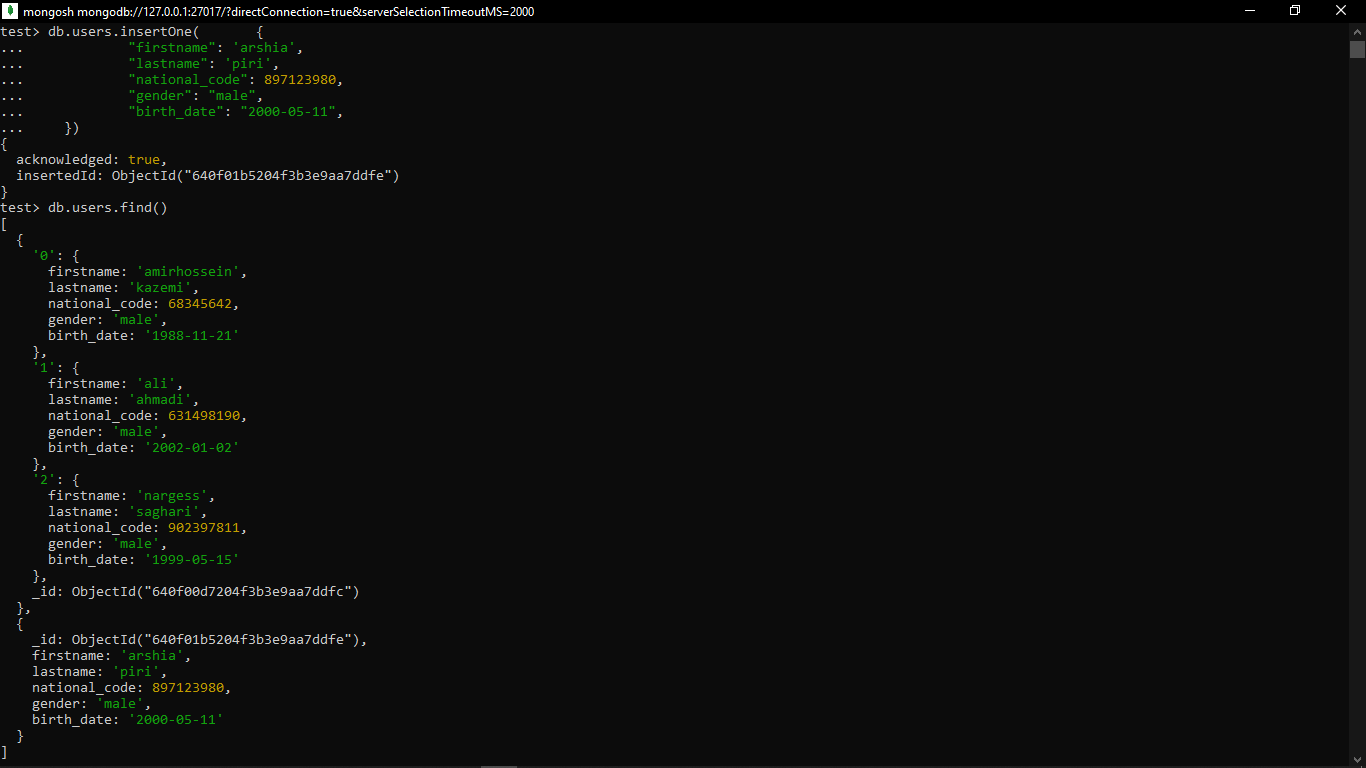 mongosh mongodb://127.0.0.1:27017/?directConnection=true&serverSelectionTimeoutMS=2000
test> db.users.insertOne(       {
...             "firstname": 'arshia',
...             "lastname": 'piri',
...             "national_code": 897123980,
...             "gender": "male",
...             "birth_date": "2000-05-11",
...     })
{
  acknowledged: true,
  insertedId: ObjectId("640f01b5204f3b3e9aa7ddfe")
}
test> db.users.find()
[
  {
    '0': {
      firstname: 'amirhossein',
      lastname: 'kazemi',
      national_code: 68345642,
      gender: 'male',
      birth_date: '1988-11-21'
    },
    '1': {
      firstname: 'ali',
      lastname: 'ahmadi',
      national_code: 631498190,
      gender: 'male',
      birth_date: '2002-01-02'
    },
    '2': {
      firstname: 'nargess',
      lastname: 'saghari',
      national_code: 902397811,
      gender: 'male',
      birth_date: '1999-05-15'
    },
    _id: ObjectId("640f00d7204f3b3e9aa7ddfc")
  },
  {
    _id: ObjectId("640f01b5204f3b3e9aa7ddfe"),
    firstname: 'arshia',
    lastname: 'piri',
    national_code: 897123980,
    gender: 'male',
    birth_date: '2000-05-11'
  }
]